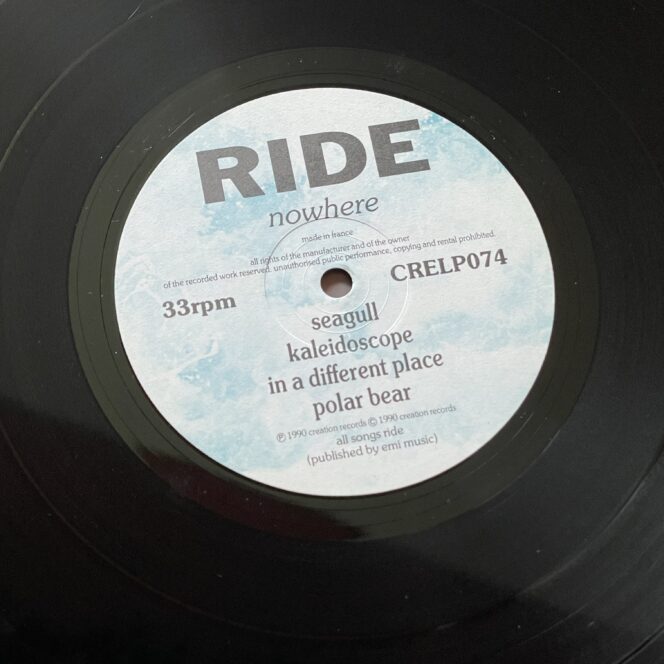 RIDE
nowhere
made in france
all rights of the manufacturer and of the owner
of the recorded work reserved. unauthorised public performance, copying and rental prohibited.
33rpm
CRELP074
seagull
kaleidoscope
in a different place
polar bear
℗ 1990 creation records © 1990 creation records
all songs ride
(published by emi music)